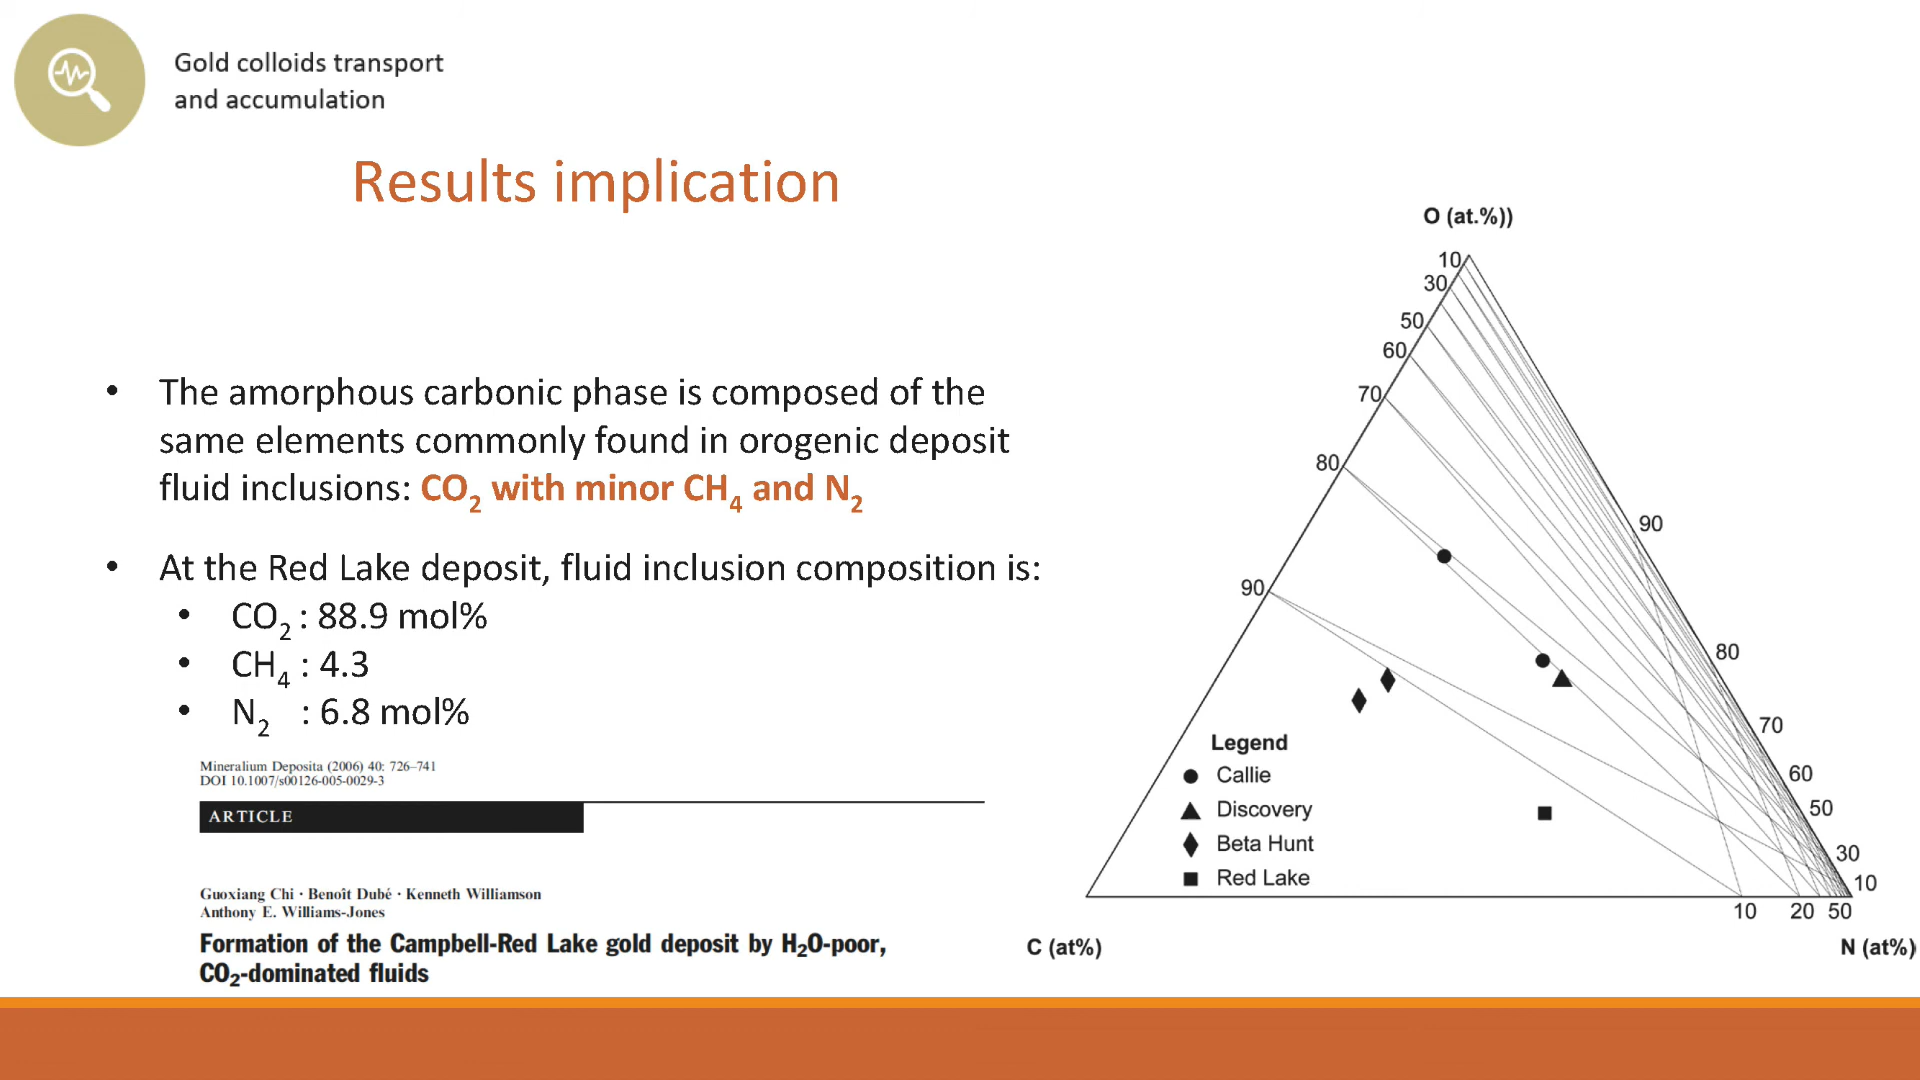 Gold colloids transport
and accumulation
Results implication
• The amorphous carbonic phase is composed of the
same elements commonly found in orogenic deposit
fluid inclusions: CO2 with minor CH4 and N2
• At the Red Lake deposit, fluid inclusion composition is:
• CO2 : 88.9 mol%
• CH4 : 4.3
• N2 : 6.8 mol%
Mineralium Deposita (2006) 40: 726–741
DOI 10.1007/s00126-005-0029-3
ARTICLE
Guoxiang Chi · Benoît Dubé · Kenneth Williamson
Anthony E. Williams-Jones
Formation of the Campbell-Red Lake gold deposit by H2O-poor,
CO2-dominated fluids
O (at.%))
10
30
50
60
70
80
90
90
80
70
60
50
30
10
Legend
Callie
Discovery
Beta Hunt
Red Lake
10 20 50
C (at%)
N (at%)